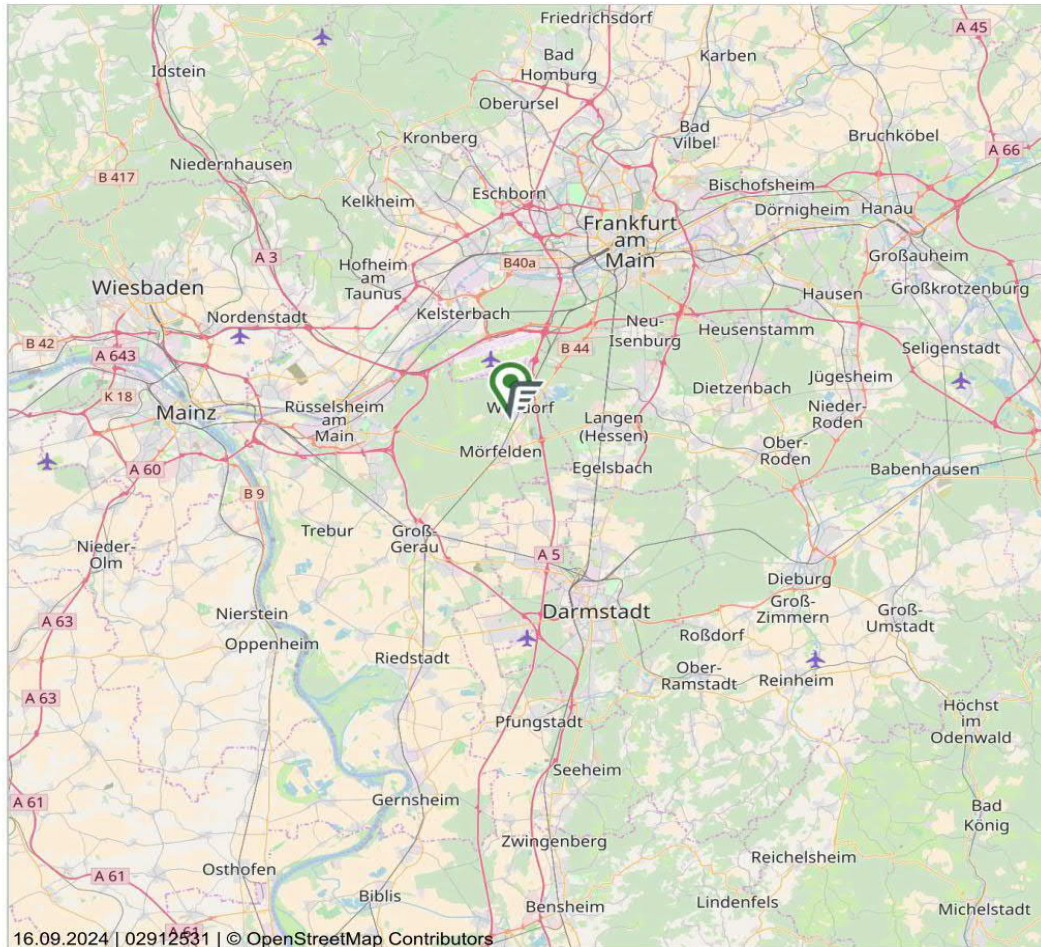 Friedrichsdorf
A 45
Karben
Idstein
Bad
Homburg
Oberursel
Kronberg
Bad
Vilbel
Bruchköbel
A 66
Niedernhausen
B 417
Eschborn
Bischofsheim
Kelkheim
Dörnigheim
Hanau
Frankfurt
am
Main
A 3
Hofheim
am
Taunus
B40a
Großauheim
Wiesbaden
Großkrotzenburg
Hausen
Nordenstadt
Kelsterbach
Neu-
Isenburg
Heusenstamm
B 42
B 44
A 643
Seligenstadt
Jügesheim
Dietzenbach
K 18
Mainz
Rüsselsheim
am
Main
Langen
(Hessen)
Nieder-
Roden
Mörfelden
Ober-
Roden
Egelsbach
A 60
Babenhausen
B 9
Trebur
Groß-
Gerau
Nieder-
Olm
A 5
Dieburg
Nierstein
Darmstadt
Groß-
Zimmern
Groß-
Umstadt
A 63
Oppenheim
Roßdorf
Riedstadt
Ober-
Ramstadt
Reinheim
A 63
Höchst
im
Odenwald
Pfungstadt
Seeheim
A 61
Gernsheim
Bad
König
Zwingenberg
Reichelsheim
Osthofen
A 61
Biblis
Bensheim
Lindenfels
Michelstadt
A 61
16.09.2024 | 02912531 | © OpenStreetMap Contributors